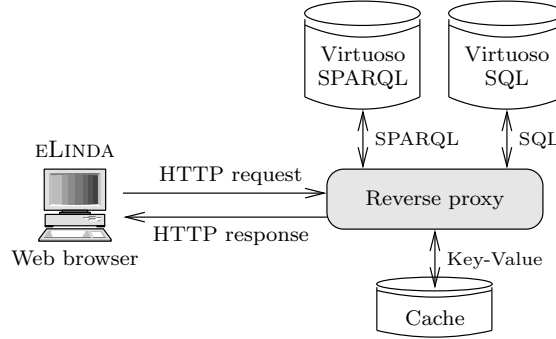 Virtuoso
SPARQL
Virtuoso
SQL
SPARQL
SQL
ELINDA
HTTP request
Reverse proxy
HTTP response
Web browser
Key-Value
Cache